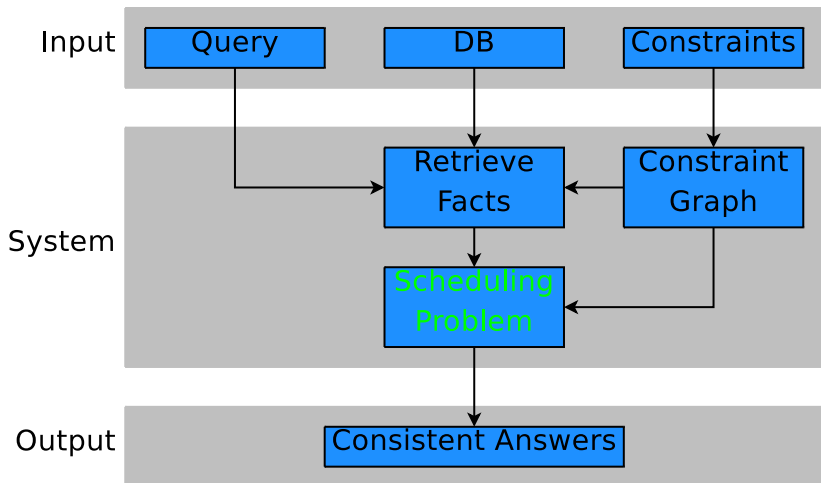 Input
Query
DB
Constraints
System
Retrieve
Facts
Constraint
Graph
Scheduling
Problem
Output
Consistent Answers